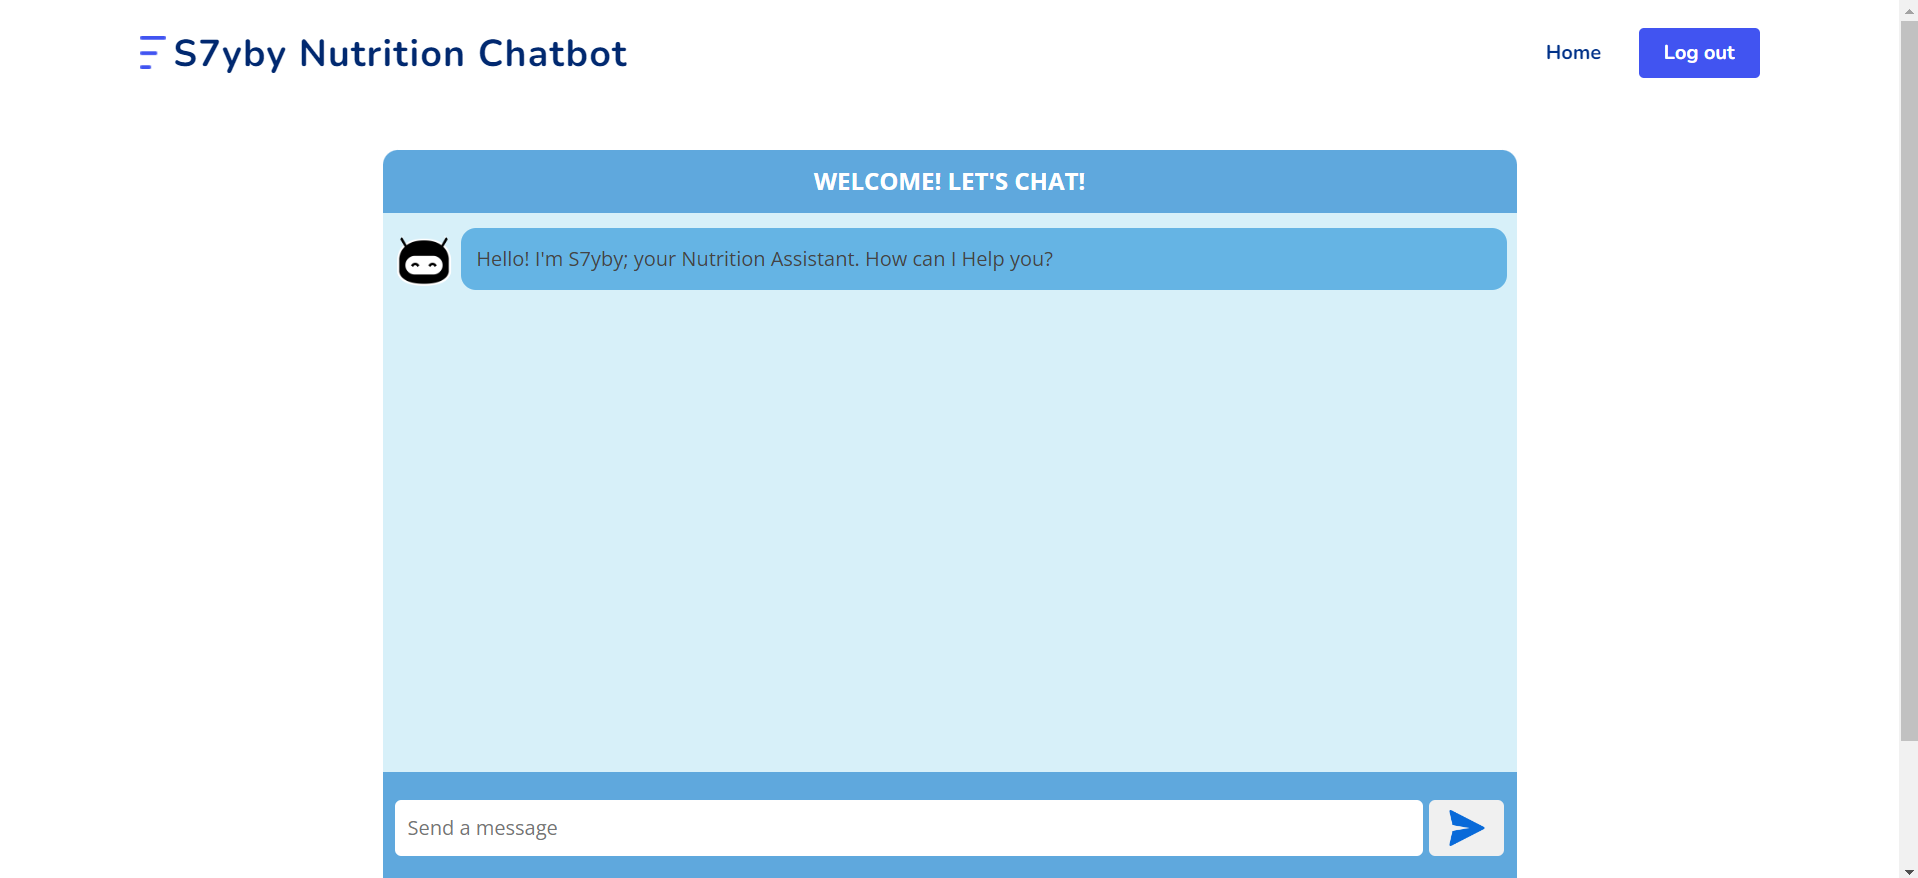 S7yby Nutrition Chatbot
Home
Log out
WELCOME! LET'S CHAT!
Hello! I'm S7yby; your Nutrition Assistant. How can I Help you?
Send a message